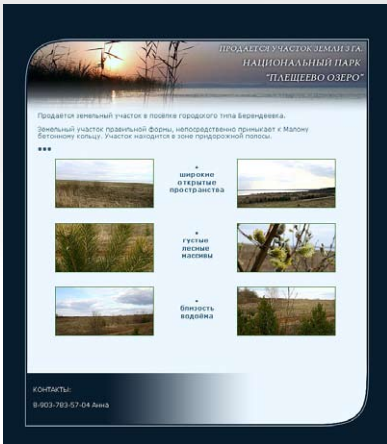 ПРОДАЕТСЯ УЧАСТОК ЗЕМЛИ 3 ГА.
НАЦИОНАЛЬНЫЙ ПАРК
"ПЛЕЩЕЕВО ОЗЕРО"
Продаётся земельный участок в посёлке городского типа Берендеевка.
Земельный участок правильной формы, непосредственно примыкает к Малому
бетонному кольцу. Участок находится в зоне придорожной полосы.
широкие
открытые
пространства
густые
лесные
массивы
близость
водоёма
КОНТАКТЫ:
8-903-783-57-04 Анна